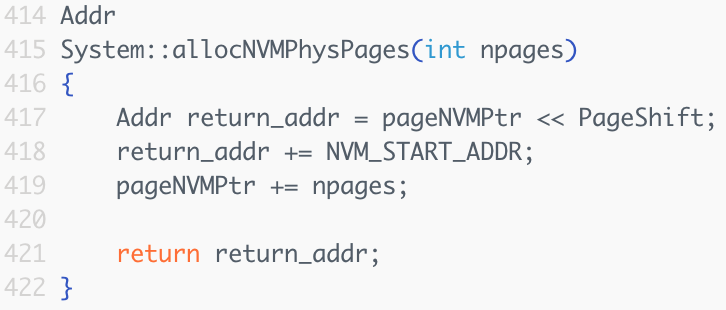 414 Addr
415 System::allocNVMPhysPages(int npages)
416 {
417     Addr return_addr = pageNVMPtr << PageShift;
418     return_addr += NVM_START_ADDR;
419     pageNVMPtr += npages;
420
421     return return_addr;
422 }